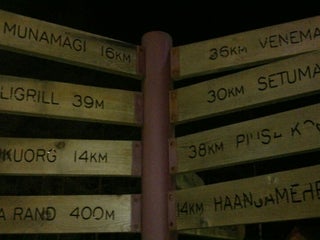 MUNAMÄGI 16KM
LIGRILL 39M
KUORG 14KM
A RAND 400M
36KM VENEMA
30KM SETUMA
38KM
14KM HAANJAMEHE